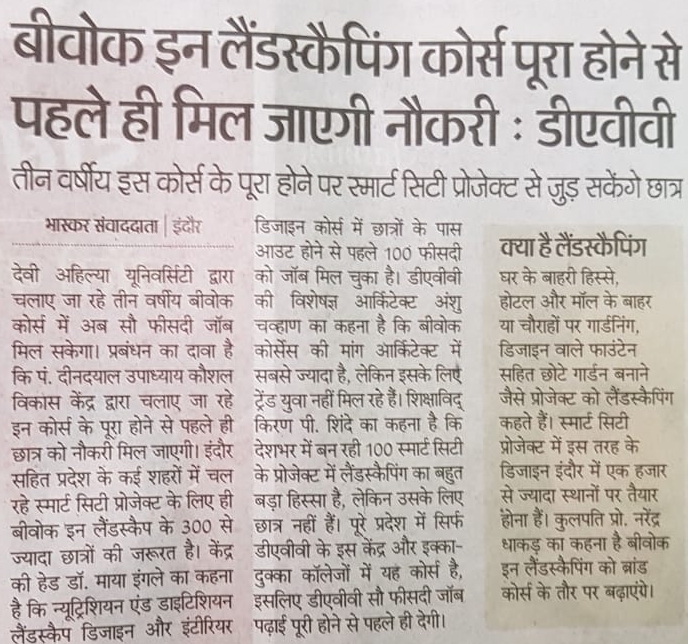 बीवोक इन लैंडस्कैपिंग कोर्स पूरा होने से
पहले ही मिल जाएगी नौकरी : डीएवीवी
तीन वर्षीय इस कोर्स के पूरा होने पर स्मार्ट सिटी प्रोजेक्ट से जुड़ सकेंगे छात्र
भास्कर संवाददाता | इंदौर
देवी अहिल्या यूनिवर्सिटी द्वारा
चलाए जा रहे तीन वर्षीय बीवोक
कोर्स में अब सौ फीसदी जॉब
मिल सकेगा। प्रबंधन का दावा है
कि पं. दीनदयाल उपाध्याय कौशल
विकास केंद्र द्वारा चलाए जा रहे
इन कोर्स के पूरा होने से पहले ही
छात्र को नौकरी मिल जाएगी। इंदौर
सहित प्रदेश के कई शहरों में चल
रहे स्मार्ट सिटी प्रोजेक्ट के लिए ही
बीवोक इन लैंडस्कैप के 300 से
ज्यादा छात्रों की जरूरत है। केंद्र
की हेड डॉ. माया इंगले का कहना
है कि न्यूट्रिशियन एंड डाइटिशियन
लैंडस्कैप डिजाइन और इंटीरियर
डिजाइन कोर्स में छात्रों के पास
आउट होने से पहले 100 फीसदी
को जॉब मिल चुका है। डीएवीवी
की विशेषज्ञ आर्किटेक्ट अंशु
चव्हाण का कहना है कि बीवोक
कोर्सेस की मांग आर्किटेक्ट में
सबसे ज्यादा है, लेकिन इसके लिए
ट्रेंड युवा नहीं मिल रहे हैं। शिक्षाविद्
किरण पी. शिंदे का कहना है कि
देशभर में बन रही 100 स्मार्ट सिटी
के प्रोजेक्ट में लैंडस्कैपिंग का बहुत
बड़ा हिस्सा है, लेकिन उसके लिए
छात्र नहीं हैं। पूरे प्रदेश में सिर्फ
डीएवीवी के इस केंद्र और इक्का-
दुक्का कॉलेजों में यह कोर्स है,
इसलिए डीएवीवी सौ फीसदी जॉब
पढ़ाई पूरी होने से पहले ही देगी।
क्या है लैंडस्कैपिंग
घर के बाहरी हिस्से,
होटल और मॉल के बाहर
या चौराहों पर गार्डनिंग,
डिजाइन वाले फाउंटेन
सहित छोटे गार्डन बनाने
जैसे प्रोजेक्ट को लैंडस्कैपिंग
कहते हैं। स्मार्ट सिटी
प्रोजेक्ट में इस तरह के
डिजाइन इंदौर में एक हजार
से ज्यादा स्थानों पर तैयार
होना हैं। कुलपति प्रो. नरेंद्र
धाकड़ का कहना है बीवोक
इन लैंडस्कैपिंग को ब्रांड
कोर्स के तौर पर बढ़ाएंगे।